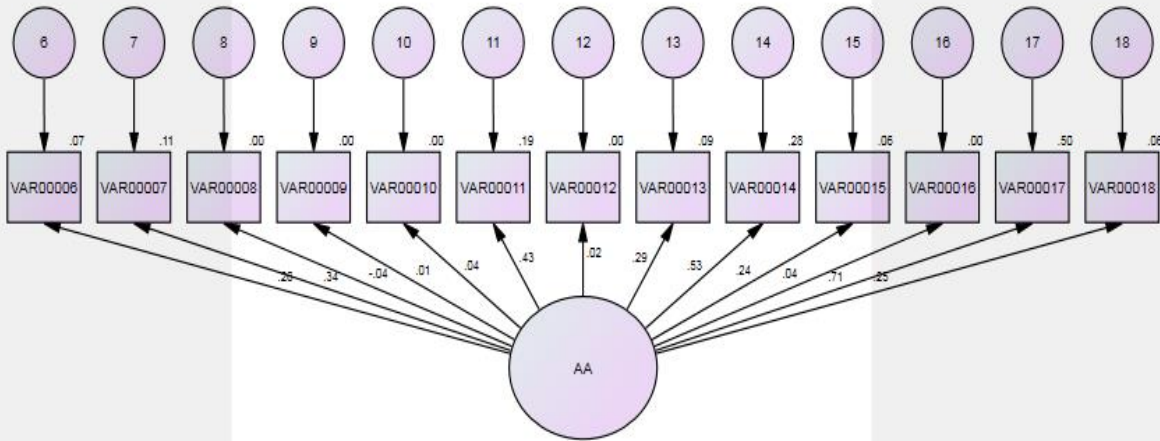 6 7 8 9 10 11 12 13 14 15 16 17 18
.07 .11 .00 .00 .00 .19 .00 .09 .28 .06 .00 .50 .06
VAR00006 VAR00007 VAR00008 VAR00009 VAR00010 VAR00011 VAR00012 VAR00013 VAR00014 VAR00015 VAR00016 VAR00017 VAR00018
.26 .34 -.04 .01 .04 .43 .02 .29 .53 .24 .04 .71 .25
AA